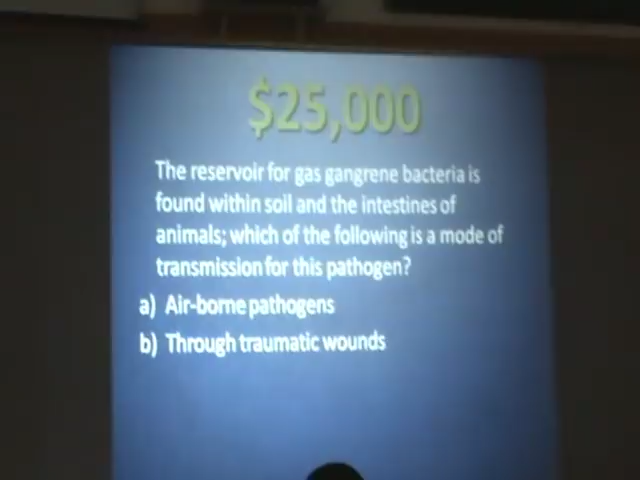 $25,000
The reservoir for gas gangrene bacteria is
found within soil and the intestines of
animals; which of the following is a mode of
transmission for this pathogen?
a) Air-borne pathogens
b) Through traumatic wounds